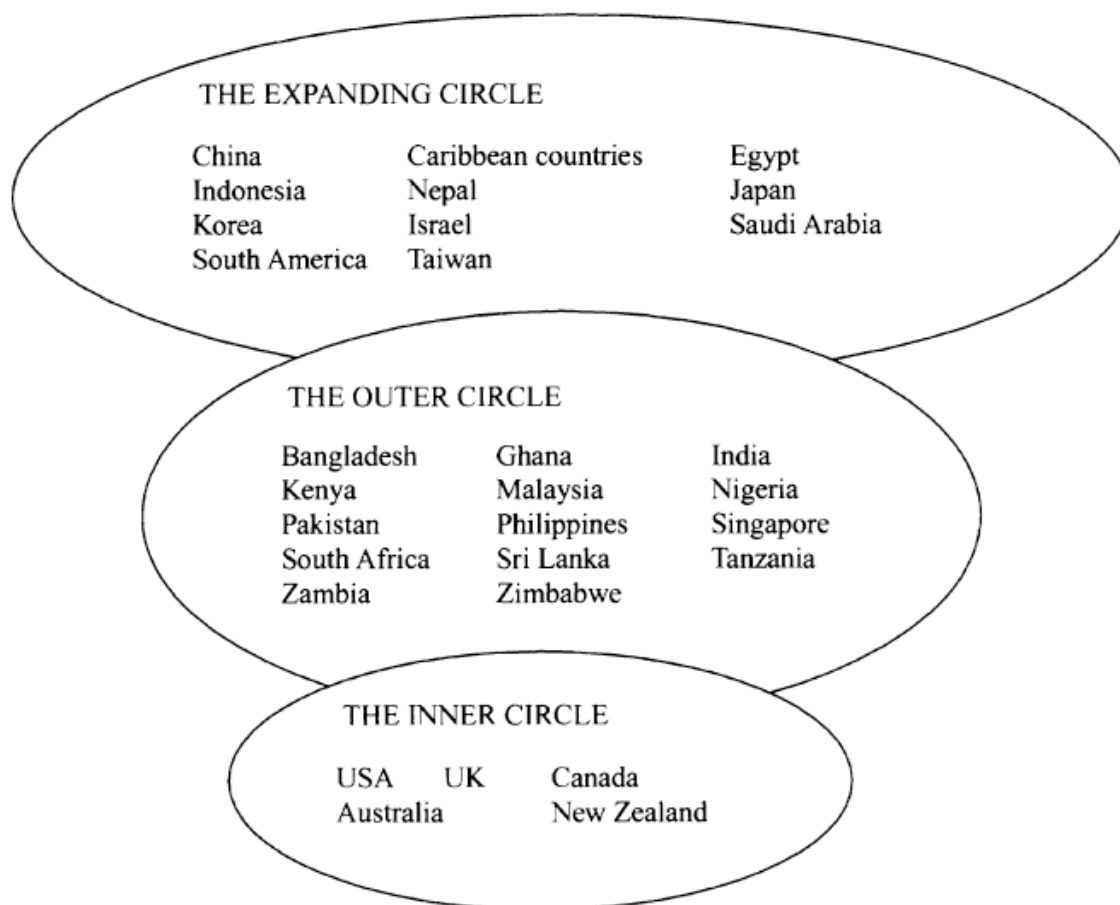 THE EXPANDING CIRCLE
China Caribbean countries Egypt
Indonesia Nepal Japan
Korea Israel Saudi Arabia
South America Taiwan
THE OUTER CIRCLE
Bangladesh Ghana India
Kenya Malaysia Nigeria
Pakistan Philippines Singapore
South Africa Sri Lanka Tanzania
Zambia Zimbabwe
THE INNER CIRCLE
USA UK Canada
Australia New Zealand